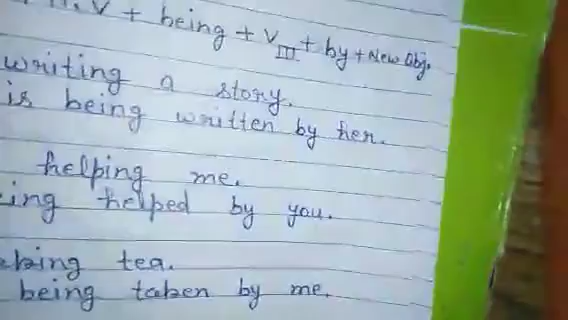 H.V + being + V III + by + New Obj.
writing a story.
is being written by her.
helping me.
ing helped by you.
king tea.
being taken by me.